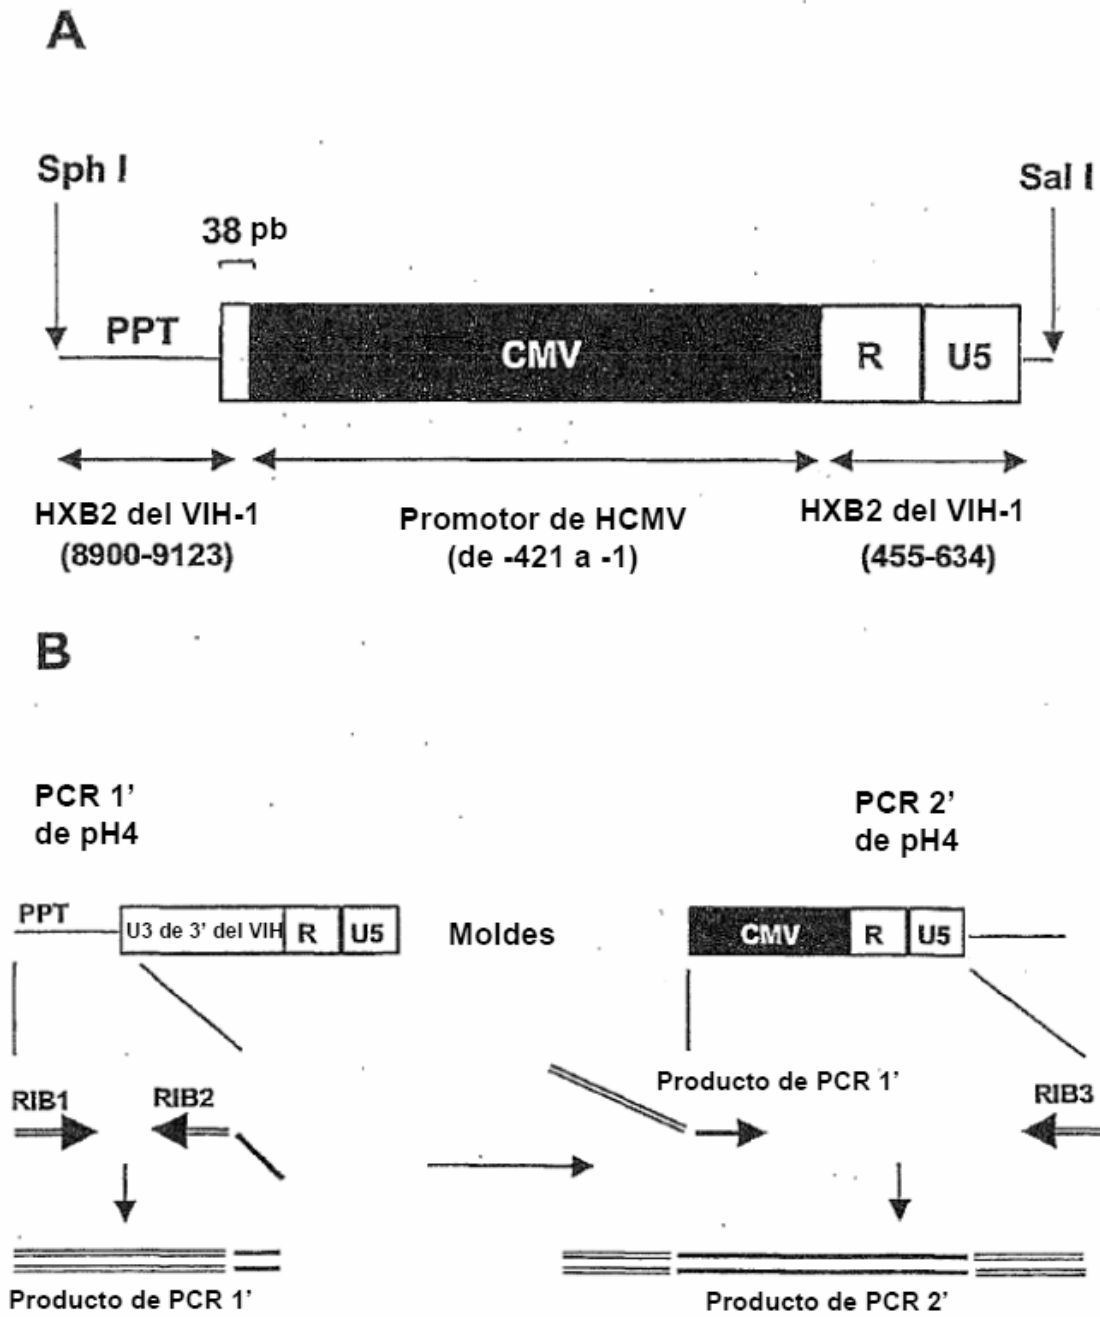 A
Sph I
Sal I
38 pb
PPT
CMV
R
U5
HXB2 del VIH-1
(8900-9123)
Promotor de HCMV
(de -421 a -1)
HXB2 del VIH-1
(455-634)
B
PCR 1’
de pH4
PCR 2’
de pH4
PPT
U3 de 3’ del VIH
R
U5
Moldes
CMV
R
U5
RIB1
RIB2
Producto de PCR 1’
RIB3
Producto de PCR 1’
Producto de PCR 2’